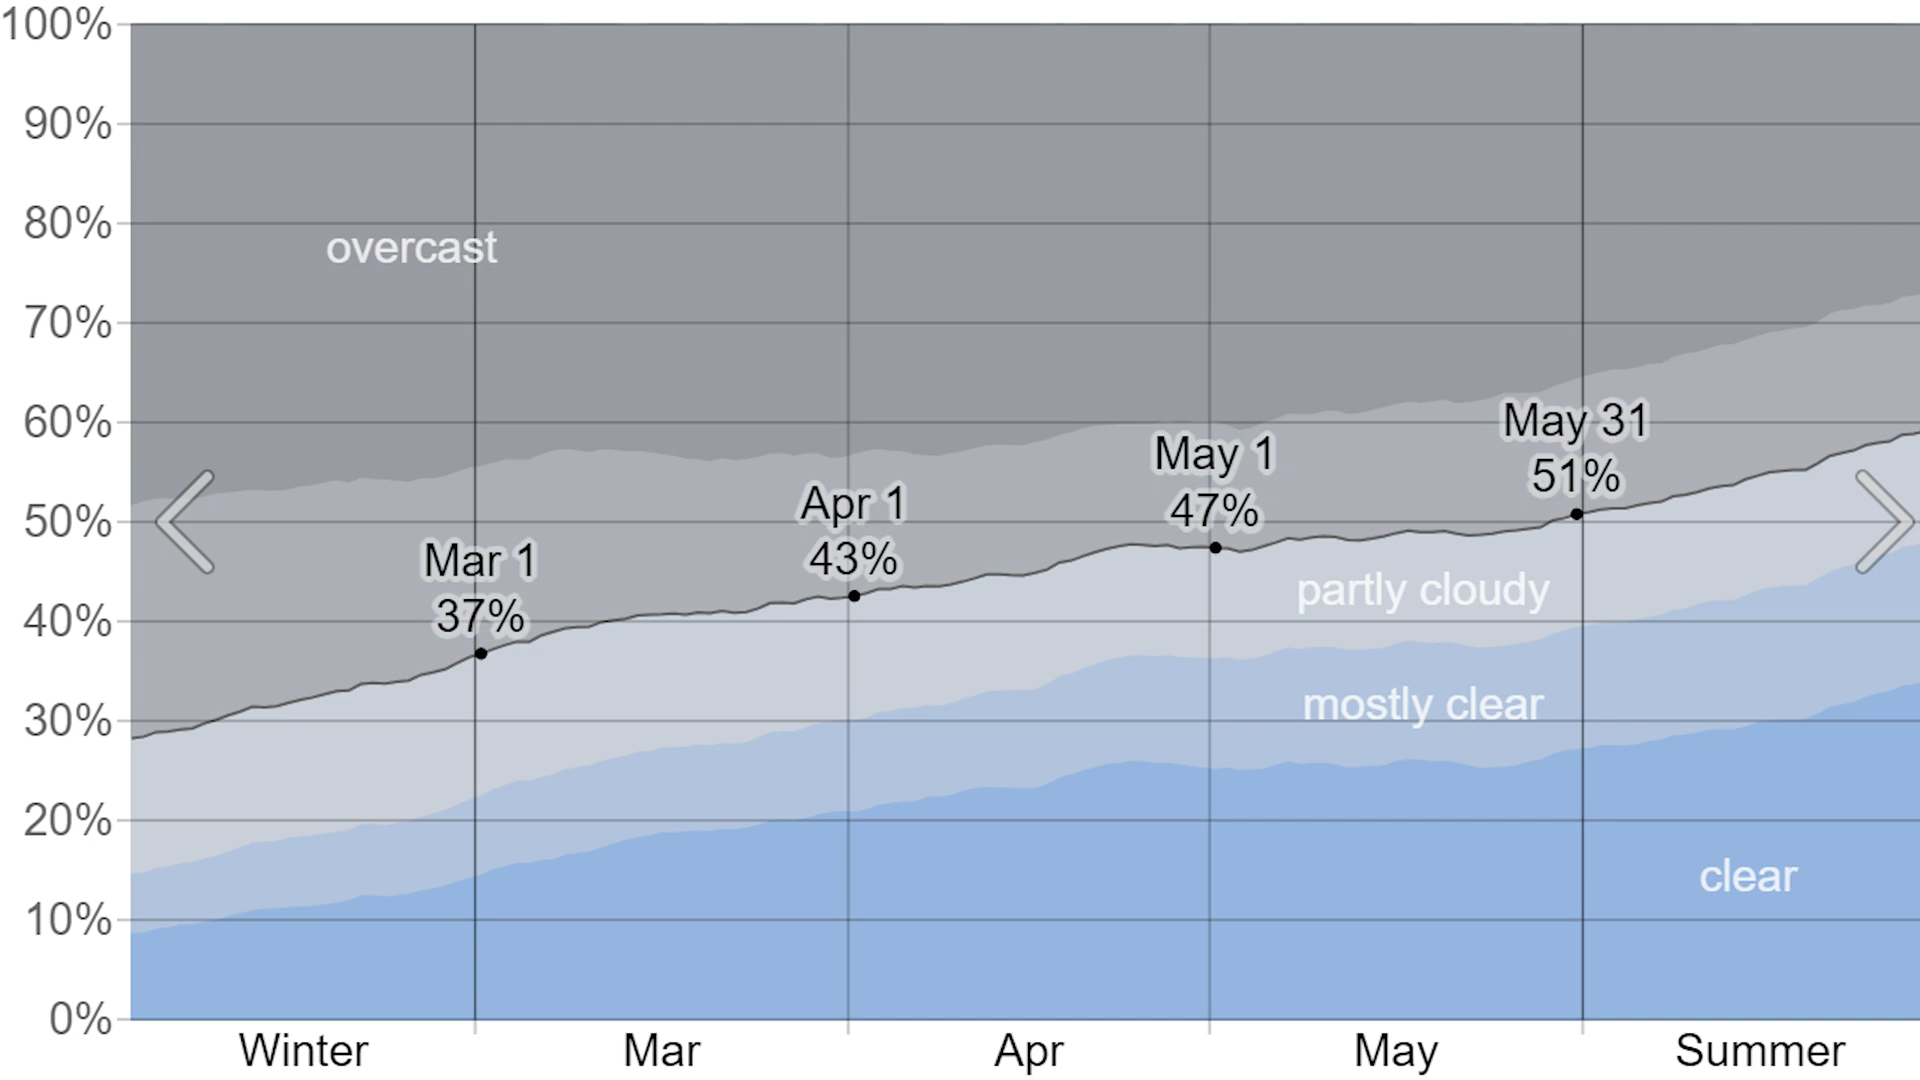 100%
90%
80%
overcast
70%
60%
May 31
51%
May 1
47%
50%
Apr 1
43%
Mar 1
37%
partly cloudy
40%
mostly clear
30%
20%
clear
10%
0%
Winter Mar Apr May Summer